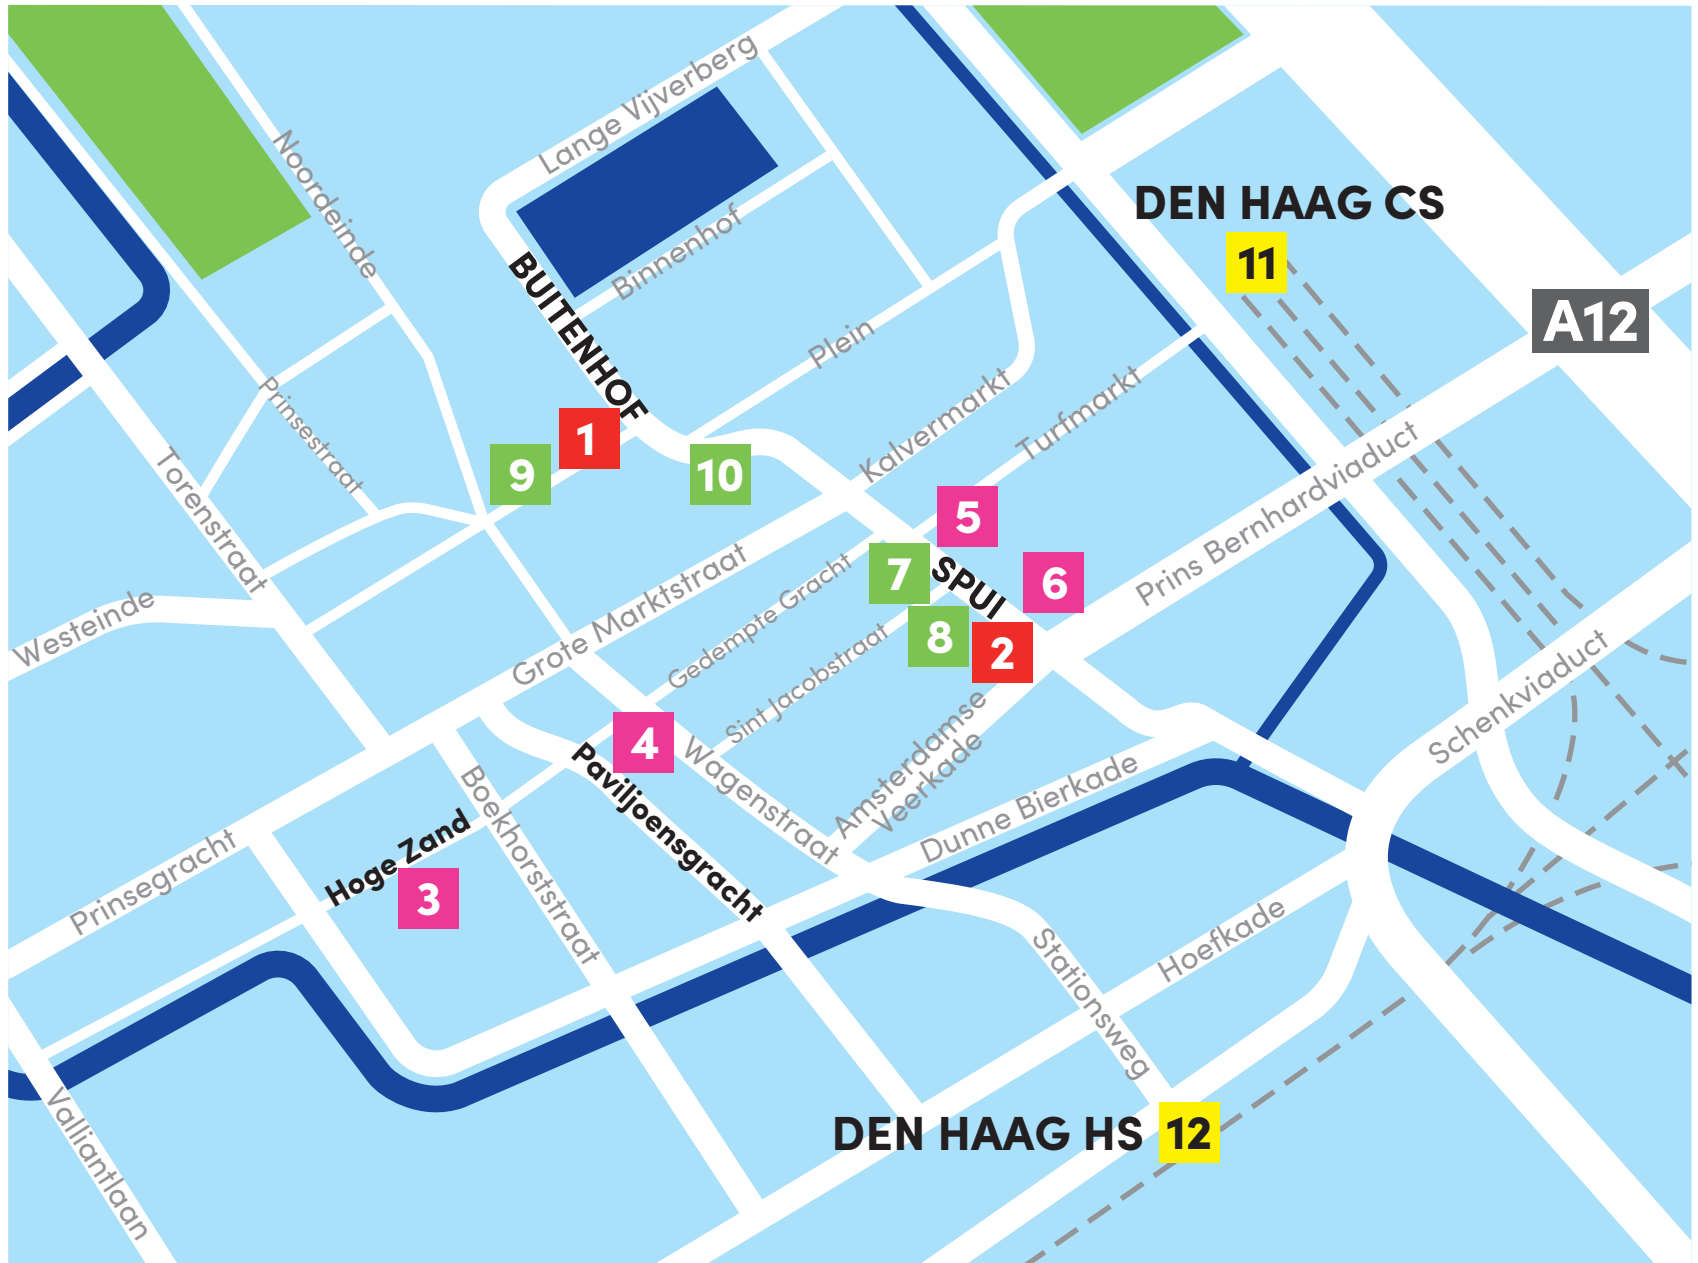 Lange Vijverberg
Noordeinde
DEN HAAG CS
11
Binnenhof
BUITENHOF
A12
Plein
Kalvermarkt
Turfmarkt
Prinsestraat
1
9
10
Torenstraat
5
Prins Bernhardviaduct
7
SPUI
6
Westeinde
Grote Marktstraat
Gedempte Gracht
8
2
Sint Jacobstraat
Schenkviaduct
4
Wagenstraat
Amsterdamse
Veerkade
Paviljoensgracht
Boekhorststraat
Dunne Bierkade
Hoge Zand
3
Prinsegracht
Hoefkade
Stationsweg
DEN HAAG HS
12
Valliantlaan